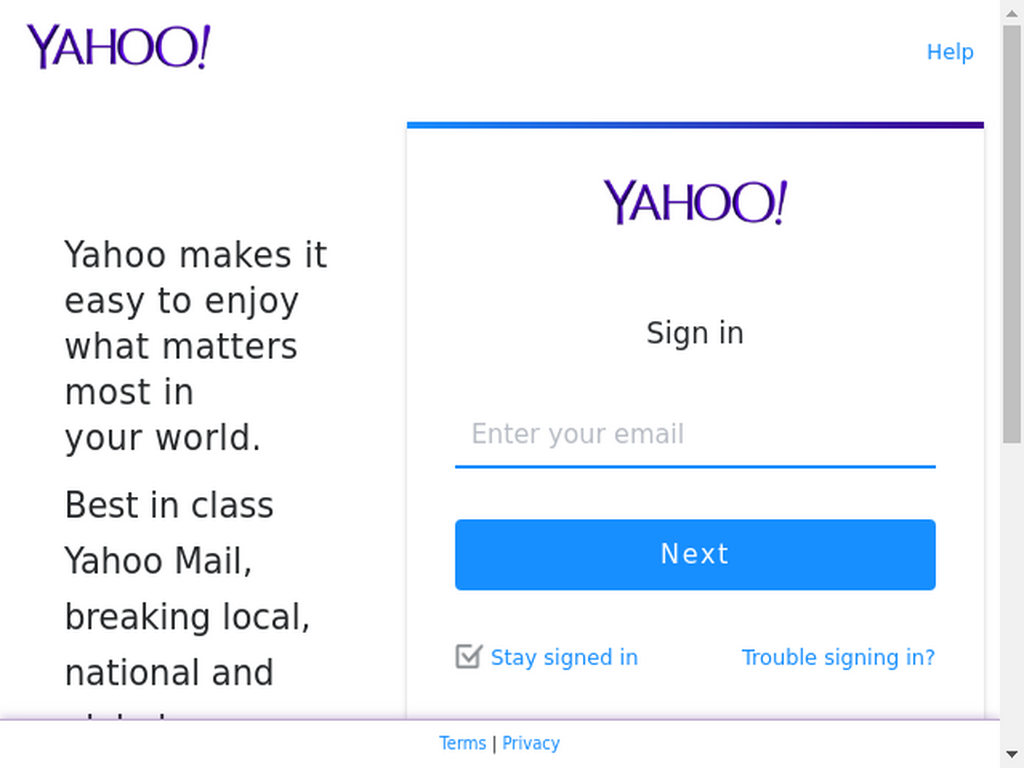 YAHOO!
Help
Yahoo makes it
easy to enjoy
what matters
most in
your world.
Best in class
Yahoo Mail,
breaking local,
national and
YAHOO!
Sign in
Enter your email
Next
Stay signed in
Trouble signing in?
Terms | Privacy